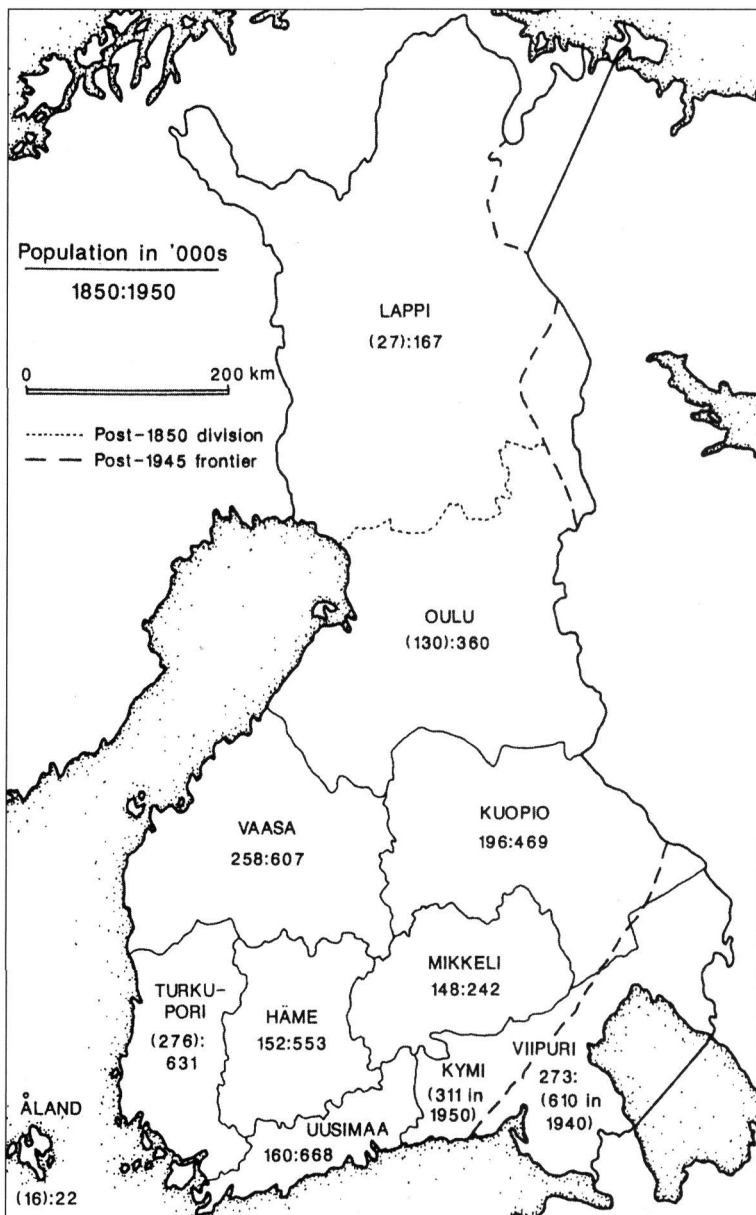 Population in '000s
1850:1950
0 200 km
Post-1850 division
Post-1945 frontier
LAPPI
(27):167
OULU
(130):360
VAASA
258:607
KUOPIO
196:469
MIKKELI
148:242
TURKU-
PORI
(276):
631
HÄME
152:553
KYMI
(311 in
1950)
VIIPURI
273:
(610 in
1940)
UUSIMAA
160:668
ÅLAND
(16):22